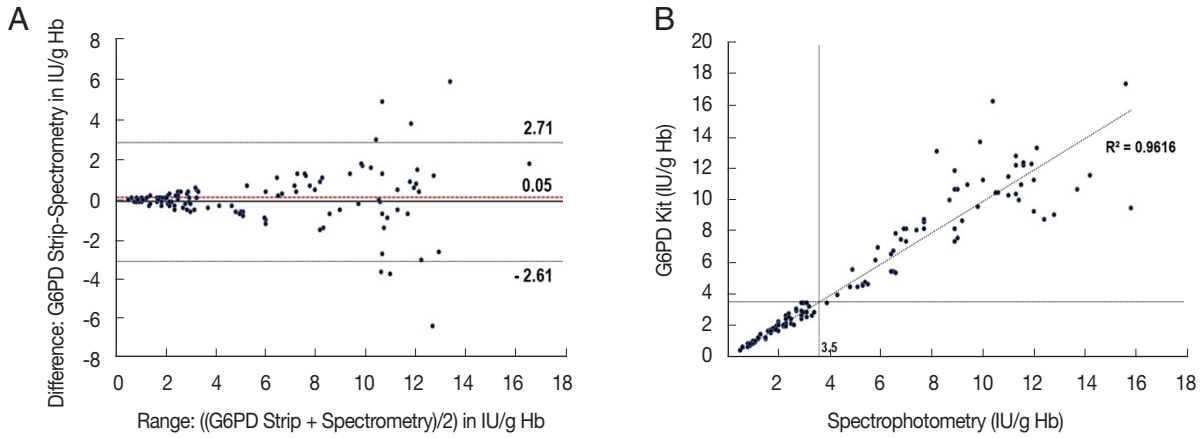 A
Difference: G6PD Strip-Spectrometry in IU/g Hb
8
6
4
2
0
-2
-4
-6
-8
2.71
0.05
- 2.61
0 2 4 6 8 10 12 14 16 18
Range: ((G6PD Strip + Spectrometry)/2) in IU/g Hb
B
G6PD Kit (IU/g Hb)
20
18
16
14
12
10
8
6
4
2
0
R² = 0.9616
3.5
2 4 6 8 10 12 14 16 18
Spectrophotometry (IU/g Hb)